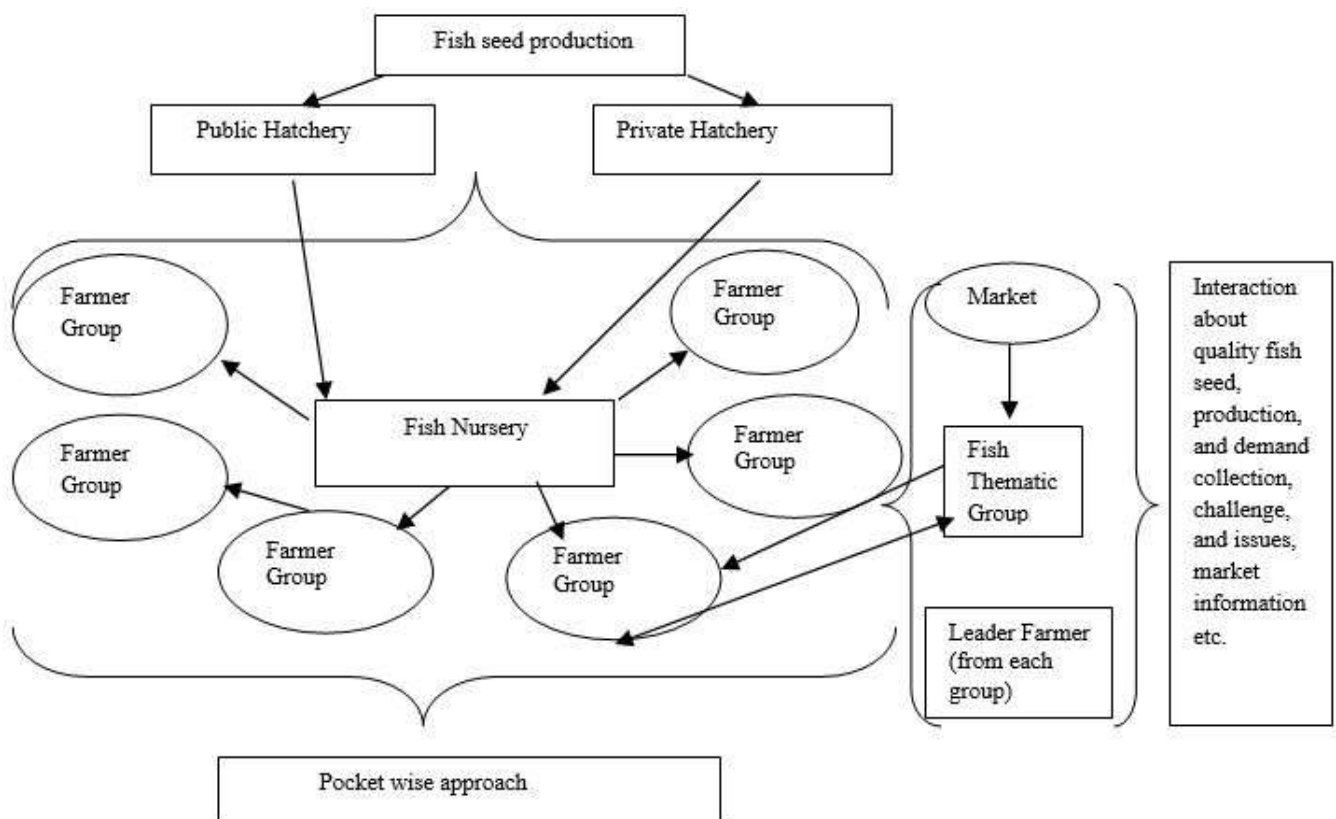 Fish seed production
Public Hatchery
Private Hatchery
Farmer
Group
Farmer
Group
Market
Interaction
about
quality fish
seed,
production,
and demand
collection,
challenge,
and issues,
market
information
etc.
Fish Nursery
Farmer
Group
Farmer
Group
Fish
Thematic
Group
Farmer
Group
Farmer
Group
Leader Farmer
(from each
group)
Pocket wise approach